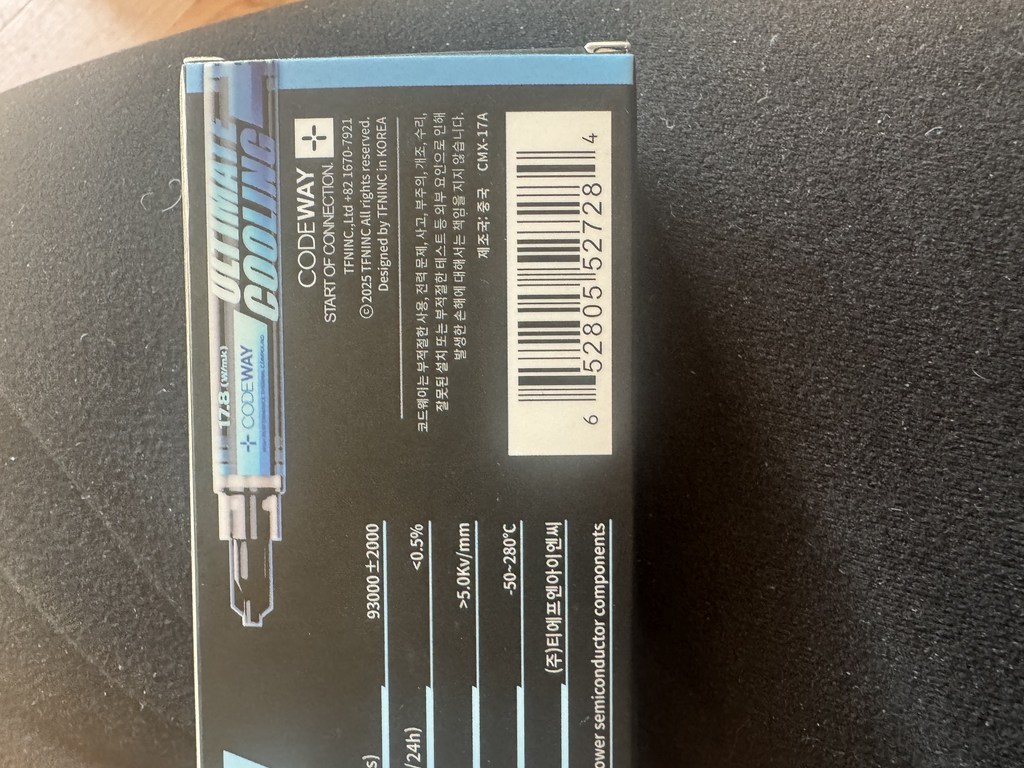 ULTIMATE
COOLING
17.8 (W/mk)
CODEWAY
CODEWAY
START OF CONNECTION.
TFNINC.,Ltd +82 1670-7921
©2025 TFNINC All rights reserved.
Designed by TFNINC in KOREA
코드웨이는 부적절한 사용, 전력 문제, 사고, 부주의, 개조, 수리,
잘못된 설치 또는 부적절한 테스트 등 외부 요인으로 인해
발생한 손해에 대해서는 책임을 지지 않습니다.
제조국: 중국 CMX-17A
6 52805 52728 4
s) 93000±2000
/24h) <0.5%
>5.0Kv/mm
-50~280℃
(주)티에프엔아이엔씨
ower semiconductor components